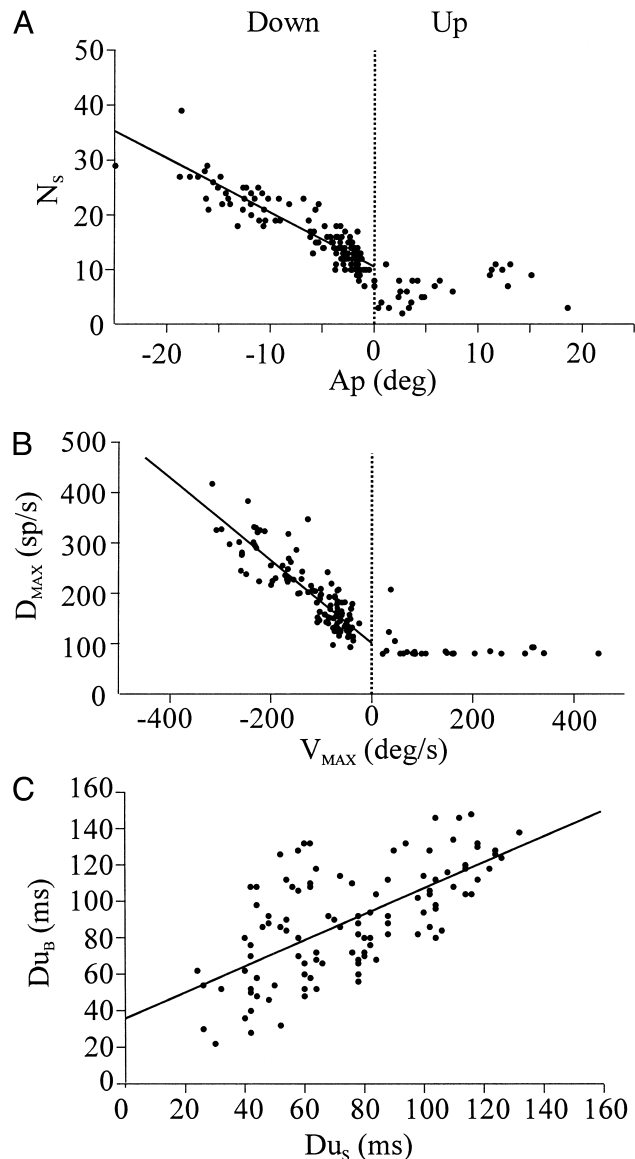 A
Down Up
50
40
30
20
10
0
N_S
-20 -10 0 10 20
Ap (deg)
B
500
400
300
200
100
0
D_MAX (sp/s)
-400 -200 0 200 400
V_MAX (deg/s)
C
160
140
120
100
80
60
40
20
0
Du_B (ms)
0 20 40 60 80 100 120 140 160
Du_S (ms)